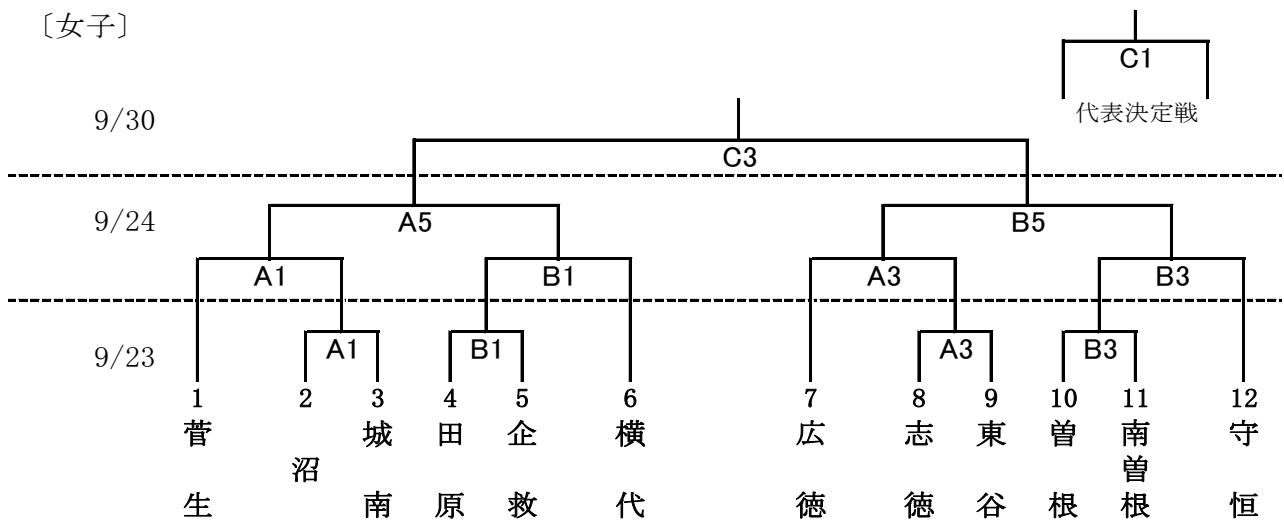 〔女子〕
C1
代表決定戦
9/30
C3
9/24
A5
B5
A1
B1
A3
B3
9/23
A1
B1
A3
B3
1
2
3
4
5
6
7
8
9
10
11
12
菅生
沼
城南
田原
企救
横代
広徳
志徳
東谷
曽根
南曽根
守恒